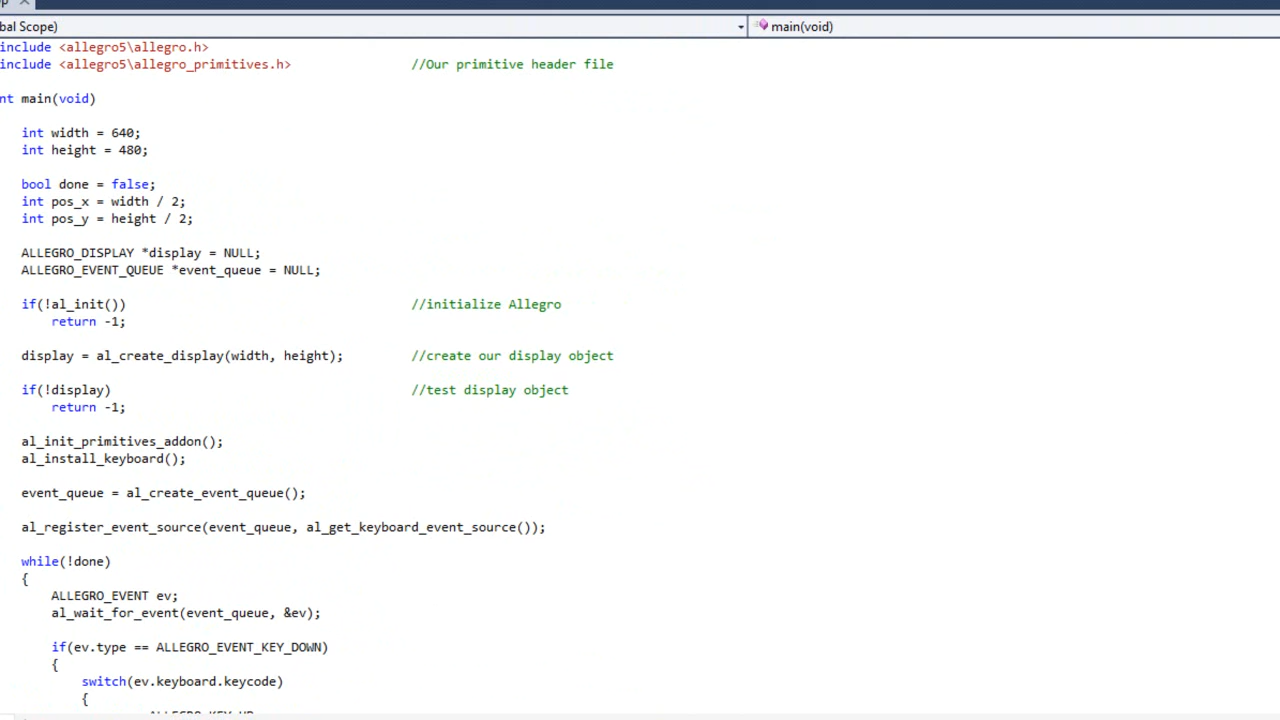 bal Scope)
main(void)
include <allegro5\allegro.h>
include <allegro5\allegro_primitives.h> //Our primitive header file
nt main(void)
int width = 640;
int height = 480;
bool done = false;
int pos_x = width / 2;
int pos_y = height / 2;
ALLEGRO_DISPLAY *display = NULL;
ALLEGRO_EVENT_QUEUE *event_queue = NULL;
if(!al_init()) //initialize Allegro
return -1;
display = al_create_display(width, height); //create our display object
if(!display) //test display object
return -1;
al_init_primitives_addon();
al_install_keyboard();
event_queue = al_create_event_queue();
al_register_event_source(event_queue, al_get_keyboard_event_source());
while(!done)
{
ALLEGRO_EVENT ev;
al_wait_for_event(event_queue, &ev);
if(ev.type == ALLEGRO_EVENT_KEY_DOWN)
{
switch(ev.keyboard.keycode)
{